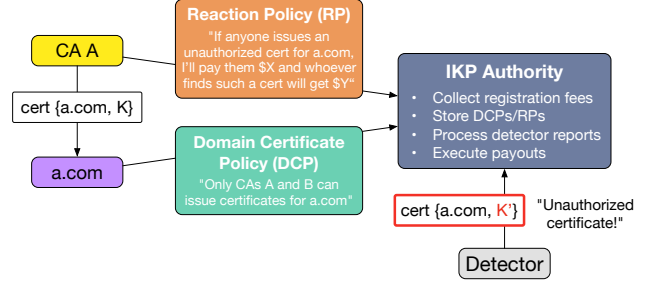 CA A
cert {a.com, K}
a.com
Reaction Policy (RP)
"If anyone issues an
unauthorized cert for a.com,
I'll pay them $X and whoever
finds such a cert will get $Y"
Domain Certificate
Policy (DCP)
"Only CAs A and B can
issue certificates for a.com"
IKP Authority
• Collect registration fees
• Store DCPs/RPs
• Process detector reports
• Execute payouts
cert {a.com, K'}
"Unauthorized
certificate!"
Detector